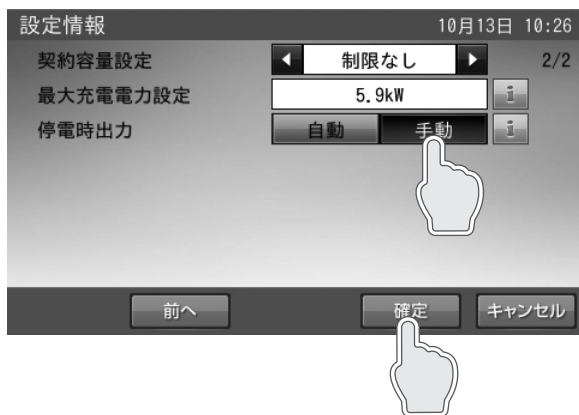 設定情報 10月13日 10:26
契約容量設定 ◀ 制限なし ▶ 2/2
最大充電電力設定 5.9kW i
停電時出力 自動 手動 i
前へ 確定 キャンセル